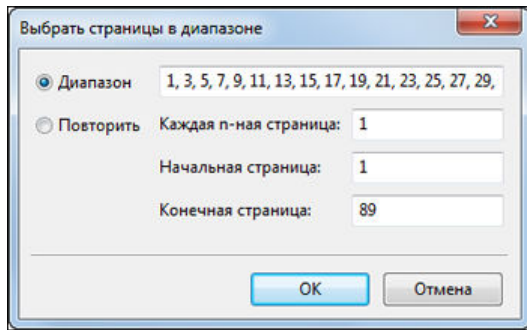 Выбрать страницы в диапазоне
Диапазон 1, 3, 5, 7, 9, 11, 13, 15, 17, 19, 21, 23, 25, 27, 29,
Повторить Каждая n-ная страница: 1
Начальная страница: 1
Конечная страница: 89
OK Отмена